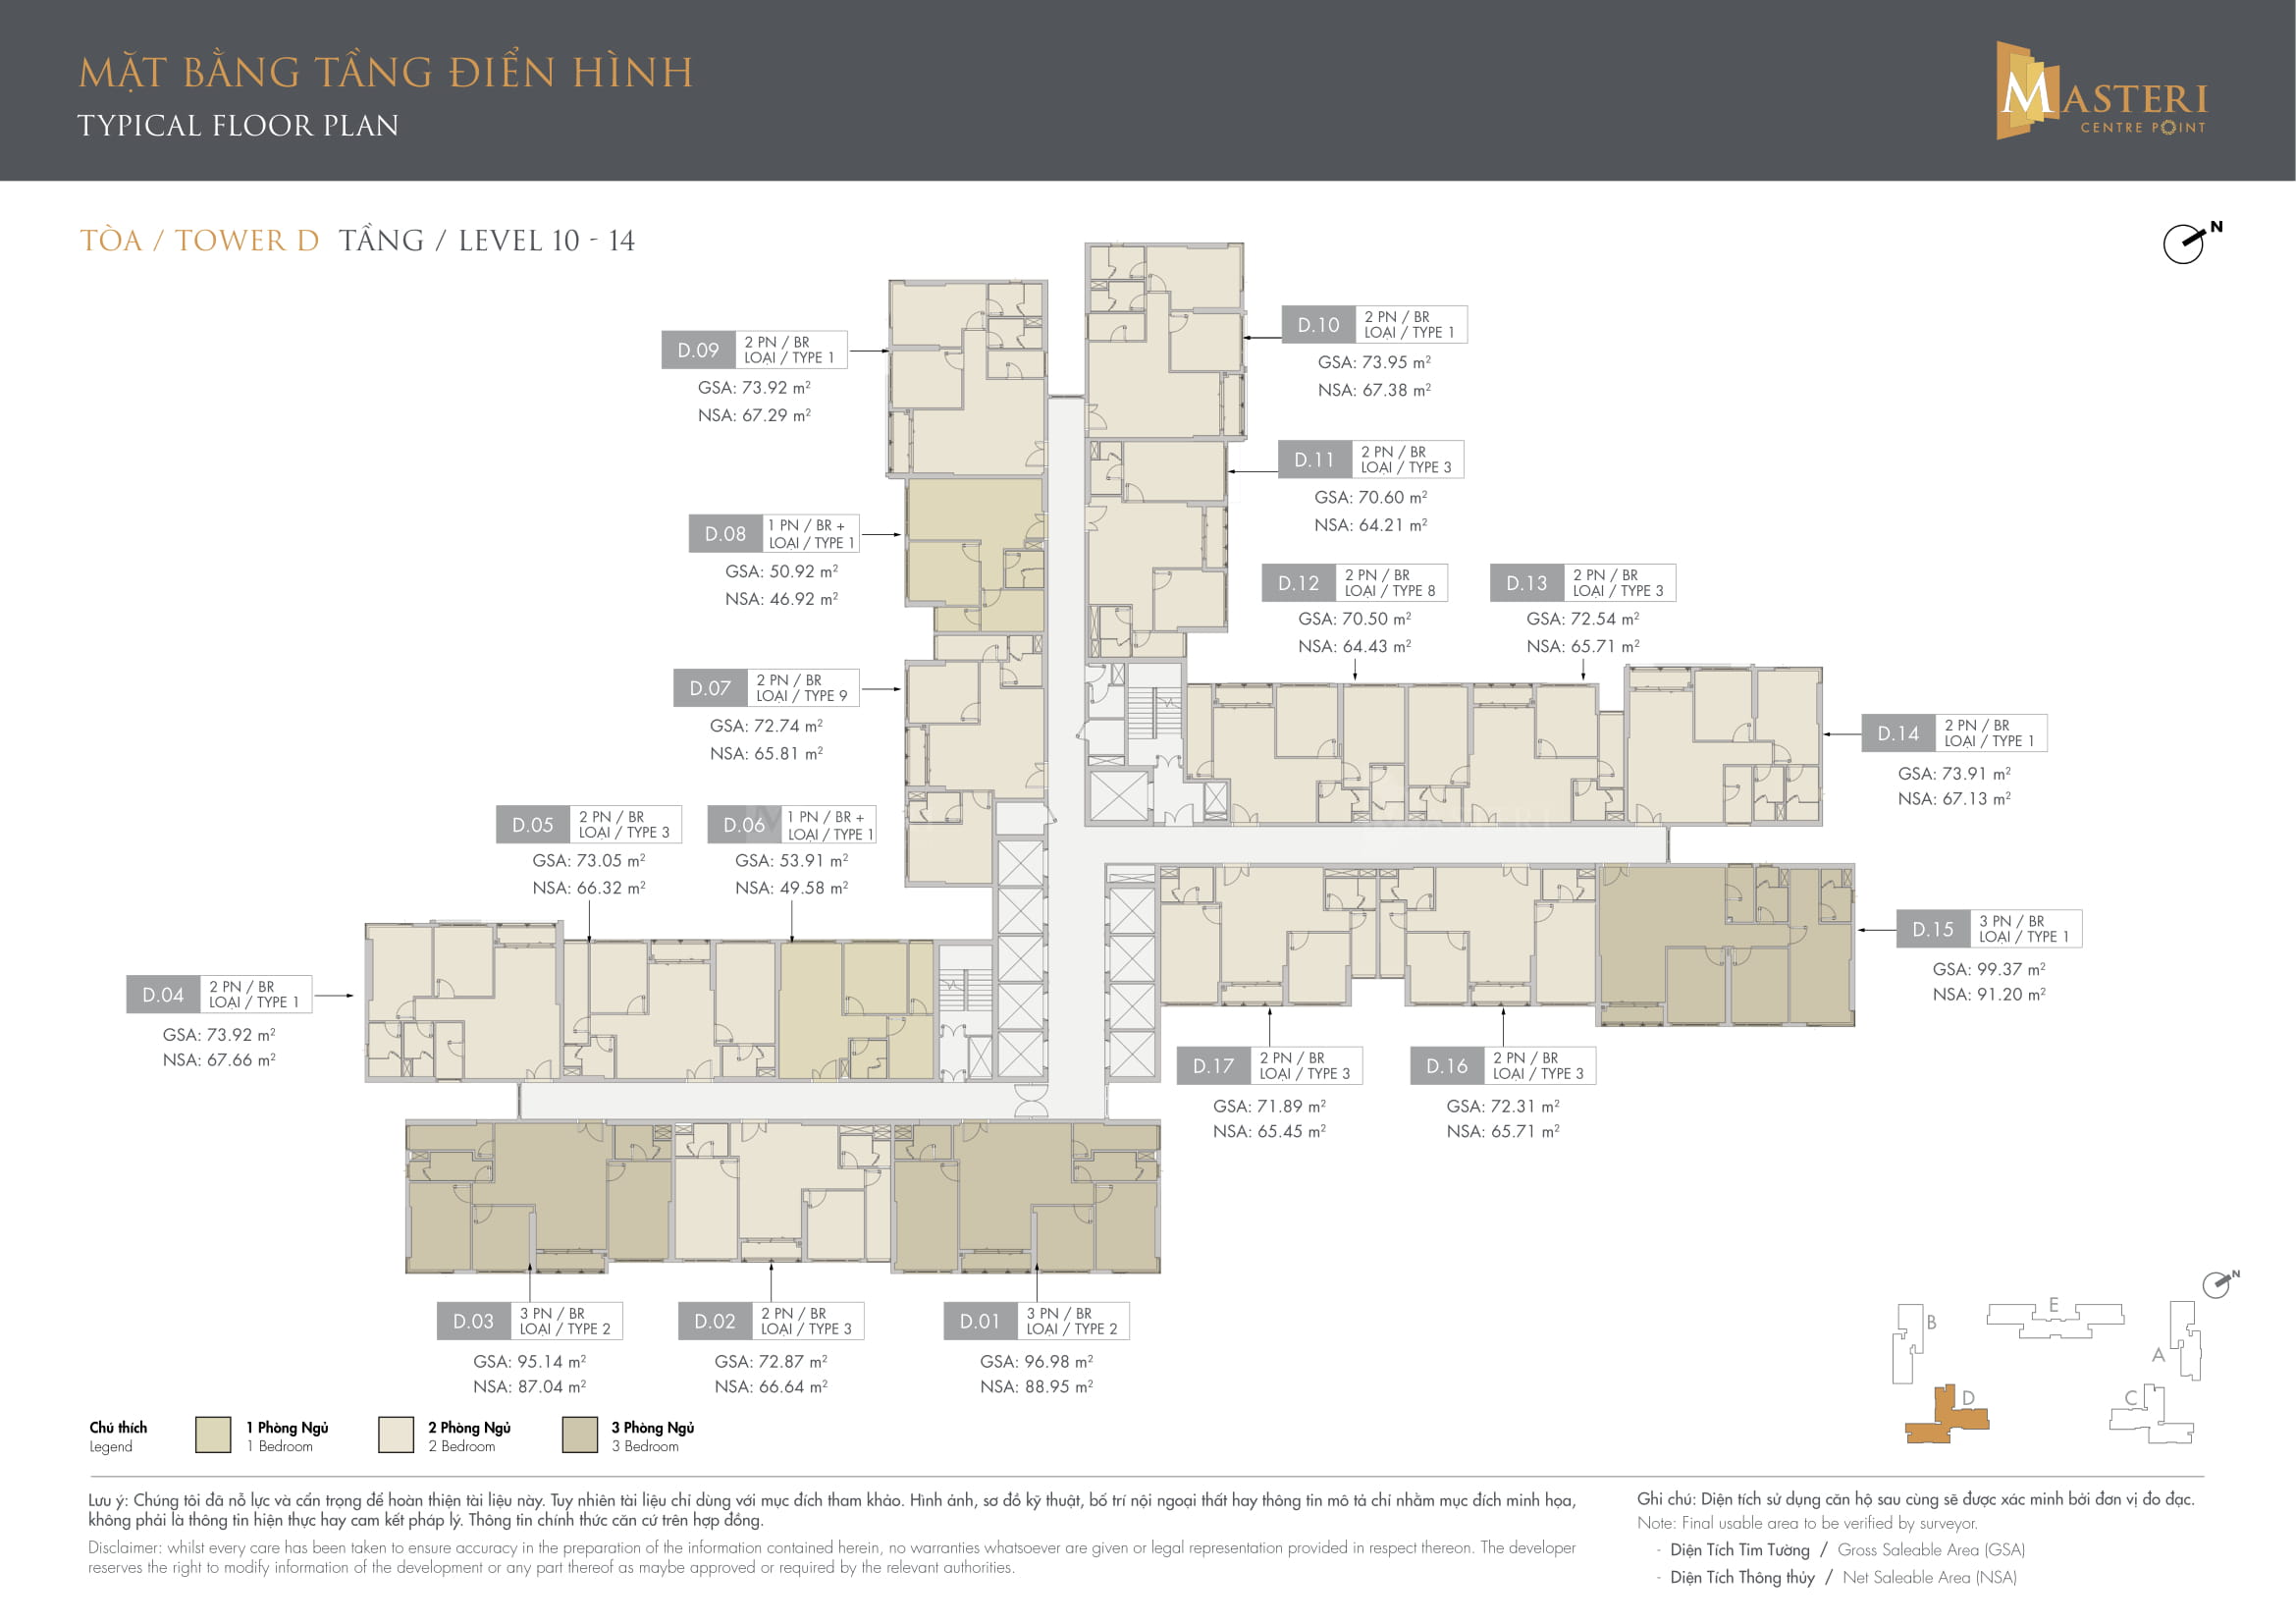 MẶT BẰNG TẦNG ĐIỂN HÌNH
TYPICAL FLOOR PLAN
MASTERI
CENTRE POINT
TÒA / TOWER D TẦNG / LEVEL 10 - 14
N
D.10
2 PN / BR
LOẠI / TYPE 1
GSA: 73.95 m²
NSA: 67.38 m²
D.09
2 PN / BR
LOẠI / TYPE 1
GSA: 73.92 m²
NSA: 67.29 m²
D.11
2 PN / BR
LOẠI / TYPE 3
GSA: 70.60 m²
NSA: 64.21 m²
D.08
1 PN / BR +
LOẠI / TYPE 1
GSA: 50.92 m²
NSA: 46.92 m²
D.12
2 PN / BR
LOẠI / TYPE 8
GSA: 70.50 m²
NSA: 64.43 m²
D.13
2 PN / BR
LOẠI / TYPE 3
GSA: 72.54 m²
NSA: 65.71 m²
D.07
2 PN / BR
LOẠI / TYPE 9
GSA: 72.74 m²
NSA: 65.81 m²
D.14
2 PN / BR
LOẠI / TYPE 1
GSA: 73.91 m²
NSA: 67.13 m²
D.05
2 PN / BR
LOẠI / TYPE 3
GSA: 73.05 m²
NSA: 66.32 m²
D.06
1 PN / BR +
LOẠI / TYPE 1
GSA: 53.91 m²
NSA: 49.58 m²
D.15
3 PN / BR
LOẠI / TYPE 1
GSA: 99.37 m²
NSA: 91.20 m²
D.04
2 PN / BR
LOẠI / TYPE 1
GSA: 73.92 m²
NSA: 67.66 m²
D.17
2 PN / BR
LOẠI / TYPE 3
GSA: 71.89 m²
NSA: 65.45 m²
D.16
2 PN / BR
LOẠI / TYPE 3
GSA: 72.31 m²
NSA: 65.71 m²
D.03
3 PN / BR
LOẠI / TYPE 2
GSA: 95.14 m²
NSA: 87.04 m²
D.02
2 PN / BR
LOẠI / TYPE 3
GSA: 72.87 m²
NSA: 66.64 m²
D.01
3 PN / BR
LOẠI / TYPE 2
GSA: 96.98 m²
NSA: 88.95 m²
N
B
E
A
D
C
Chú thích
Legend
1 Phòng Ngủ
1 Bedroom
2 Phòng Ngủ
2 Bedroom
3 Phòng Ngủ
3 Bedroom
Lưu ý: Chúng tôi đã nỗ lực và cẩn trọng để hoàn thiện tài liệu này. Tuy nhiên tài liệu chỉ dùng với mục đích tham khảo. Hình ảnh, sơ đồ kỹ thuật, bố trí nội ngoại thất hay thông tin mô tả chỉ nhằm mục đích minh họa,
không phải là thông tin hiện thực hay cam kết pháp lý. Thông tin chính thức căn cứ trên hợp đồng.
Disclaimer: whilst every care has been taken to ensure accuracy in the preparation of the information contained herein, no warranties whatsoever are given or legal representation provided in respect thereon. The developer
reserves the right to modify information of the development or any part thereof as maybe approved or required by the relevant authorities.
Ghi chú: Diện tích sử dụng căn hộ sau cùng sẽ được xác minh bởi đơn vị đo đạc.
Note: Final usable area to be verified by surveyor.
- Diện Tích Tim Tường / Gross Saleable Area (GSA)
- Diện Tích Thông thủy / Net Saleable Area (NSA)